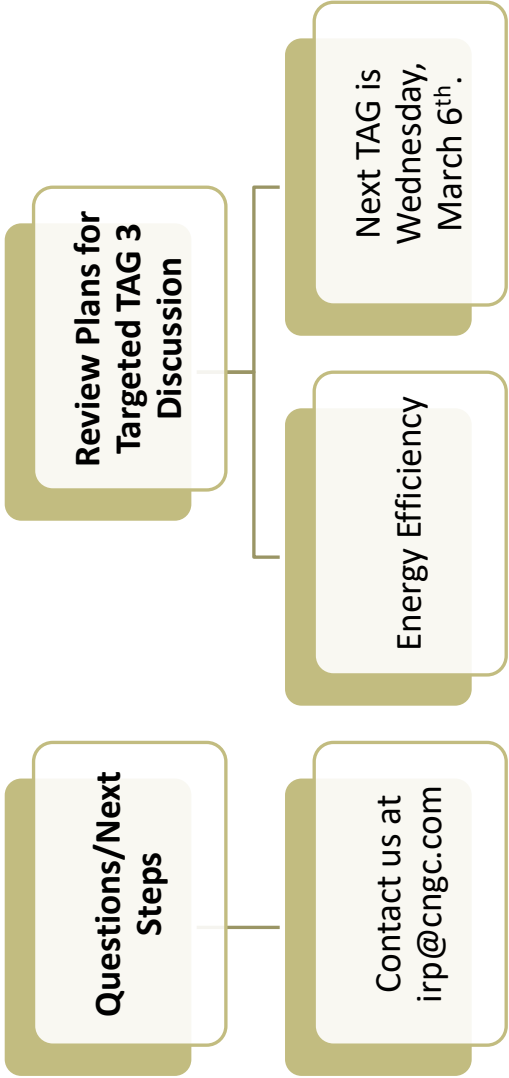 Questions/Next
Steps
Contact us at
irp@cngc.com
Review Plans for
Targeted TAG 3
Discussion
Energy Efficiency
Next TAG is
Wednesday,
March 6th.